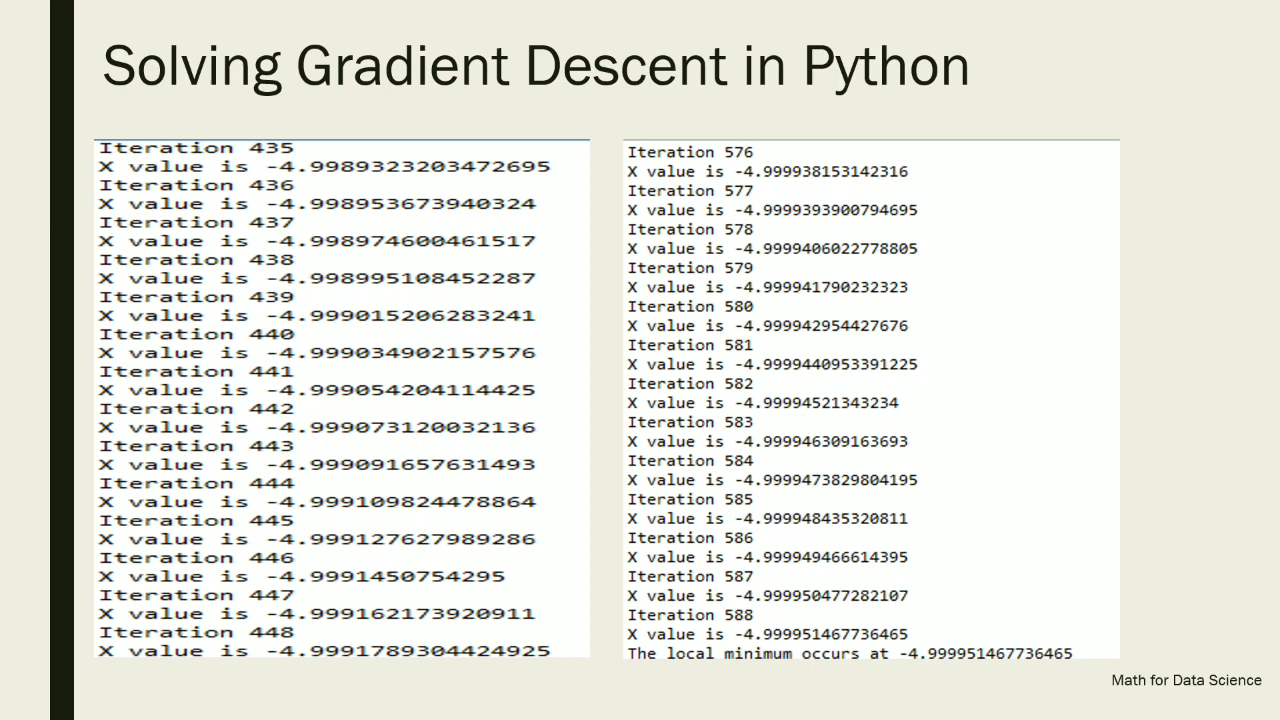 Solving Gradient Descent in Python
Iteration 435
X value is -4.9989323203472695
Iteration 436
X value is -4.998953673940324
Iteration 437
X value is -4.998974600461517
Iteration 438
X value is -4.998995108452287
Iteration 439
X value is -4.999015206283241
Iteration 440
X value is -4.999034902157576
Iteration 441
X value is -4.999054204114425
Iteration 442
X value is -4.999073120032136
Iteration 443
X value is -4.999091657631493
Iteration 444
X value is -4.9991098244788​64
Iteration 445
X value is -4.999127627989286
Iteration 446
X value is -4.9991450754295
Iteration 447
X value is -4.999162173920911
Iteration 448
X value is -4.9991789304424925
Iteration 576
X value is -4.999938153142316
Iteration 577
X value is -4.9999393900794695
Iteration 578
X value is -4.9999406022778805
Iteration 579
X value is -4.999941790232323
Iteration 580
X value is -4.999942954427676
Iteration 581
X value is -4.9999440953391225
Iteration 582
X value is -4.99994521343234
Iteration 583
X value is -4.999946309163693
Iteration 584
X value is -4.9999473829804195
Iteration 585
X value is -4.999948435320811
Iteration 586
X value is -4.999949466614395
Iteration 587
X value is -4.999950477282107
Iteration 588
X value is -4.999951467736465
The local minimum occurs at -4.999951467736465
Math for Data Science